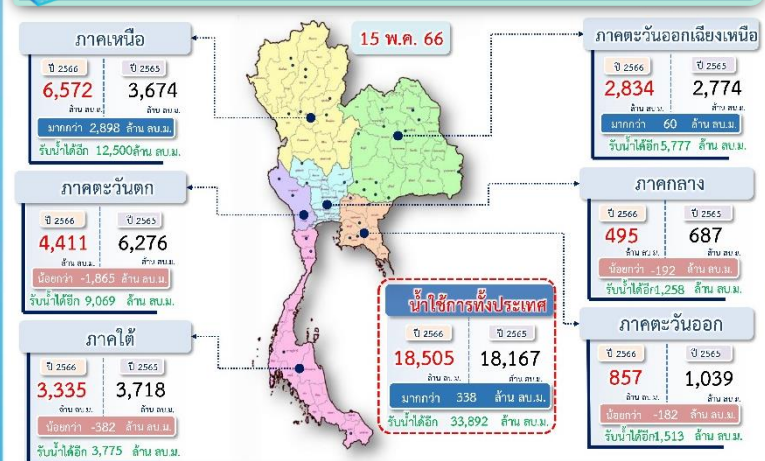 15 พ.ค. 66
ภาคเหนือ
ปี 2566 ปี 2565
6,572 3,674
ล้าน ลบ.ม. ล้าน ลบ.ม.
มากกว่า 2,898 ล้าน ลบ.ม.
รับน้ำได้อีก 12,500ล้าน ลบ.ม.
ภาคตะวันตก
ปี 2566 ปี 2565
4,411 6,276
ล้าน ลบ.ม. ล้าน ลบ.ม.
น้อยกว่า -1,865 ล้าน ลบ.ม.
รับน้ำได้อีก 9,069 ล้าน ลบ.ม.
ภาคใต้
ปี 2566 ปี 2565
3,335 3,718
ล้าน ลบ.ม. ล้าน ลบ.ม.
น้อยกว่า -382 ล้าน ลบ.ม.
รับน้ำได้อีก 3,775 ล้าน ลบ.ม.
น้ำใช้การทั้งประเทศ
ปี 2566 ปี 2565
18,505 18,167
ล้าน ลบ.ม. ล้าน ลบ.ม.
มากกว่า 338 ล้าน ลบ.ม.
รับน้ำได้อีก 33,892 ล้าน ลบ.ม.
ภาคตะวันออกเฉียงเหนือ
ปี 2566 ปี 2565
2,834 2,774
ล้าน ลบ.ม. ล้าน ลบ.ม.
มากกว่า 60 ล้าน ลบ.ม.
รับน้ำได้อีก5,777 ล้าน ลบ.ม.
ภาคกลาง
ปี 2566 ปี 2565
495 687
ล้าน ลบ.ม. ล้าน ลบ.ม.
น้อยกว่า -192 ล้าน ลบ.ม.
รับน้ำได้อีก1,258 ล้าน ลบ.ม.
ภาคตะวันออก
ปี 2566 ปี 2565
857 1,039
ล้าน ลบ.ม. ล้าน ลบ.ม.
น้อยกว่า -182 ล้าน ลบ.ม.
รับน้ำได้อีก1,513 ล้าน ลบ.ม.